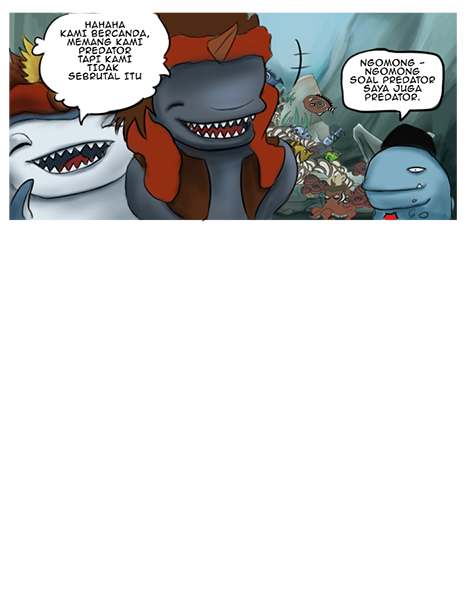 HAHAHA
KAMI BERCANDA,
MEMANG KAMI
PREDATOR
TAPI KAMI
TIDAK
SEBRUTAL ITU
NGOMONG -
NGOMONG
SOAL PREDATOR
SAYA JUGA
PREDATOR.